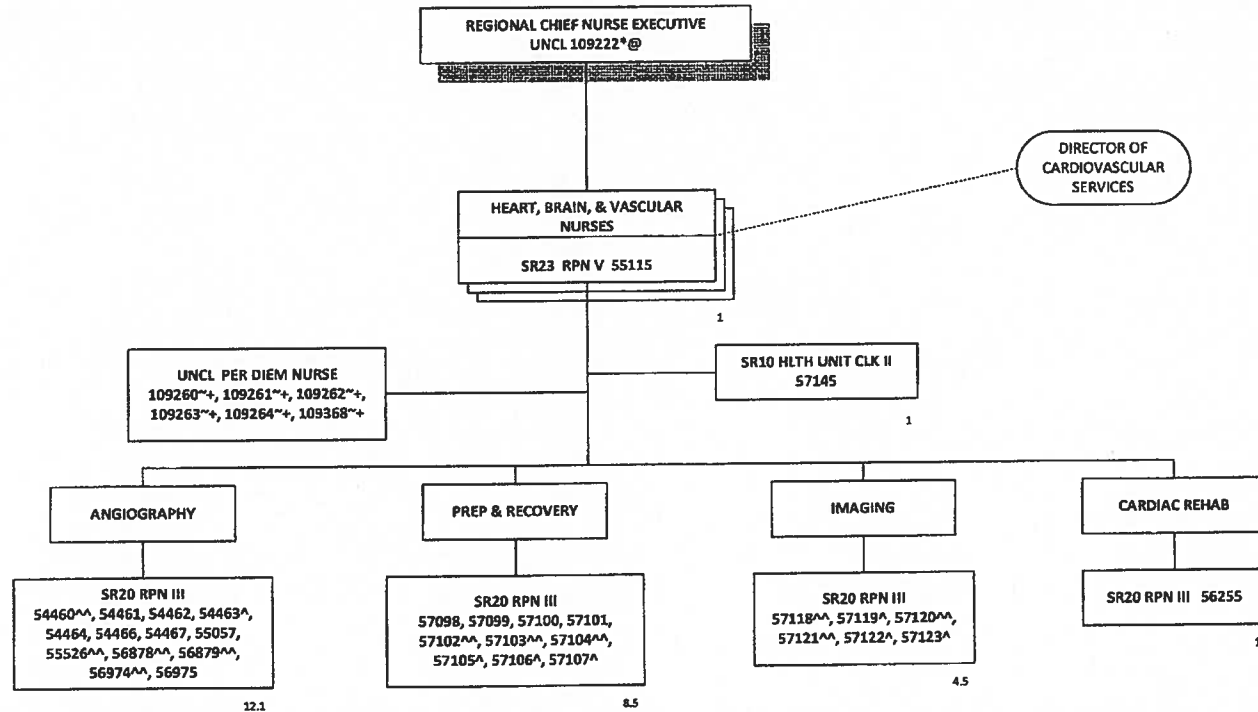 REGIONAL CHIEF NURSE EXECUTIVE
UNCL 109222*@
DIRECTOR OF
CARDIOVASCULAR
SERVICES
HEART, BRAIN, & VASCULAR
NURSES
SR23 RPN V 55115
1
UNCL PER DIEM NURSE
109260~+, 109261~+, 109262~+,
109263~+, 109264~+, 109368~+
SR10 HLTH UNIT CLK II
57145
1
ANGIOGRAPHY
PREP & RECOVERY
IMAGING
CARDIAC REHAB
SR20 RPN III
54460^^, 54461, 54462, 54463^,
54464, 54466, 54467, 55057,
55526^^, 56878^^, 56879^^,
56974^^, 56975
12.1
SR20 RPN III
57098, 57099, 57100, 57101,
57102^^, 57103^^, 57104^^,
57105^, 57106^, 57107^
8.5
SR20 RPN III
57118^^, 57119^, 57120^^,
57121^^, 57122^, 57123^
4.5
SR20 RPN III 56255
1